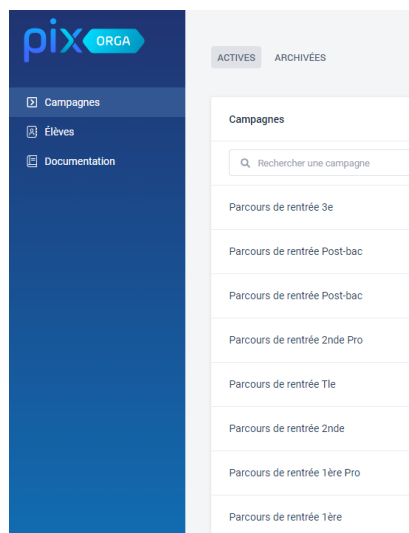 pix ORGA
Campagnes
Élèves
Documentation
ACTIVES ARCHIVÉES
Campagnes
Rechercher une campagne
Parcours de rentrée 3e
Parcours de rentrée Post-bac
Parcours de rentrée Post-bac
Parcours de rentrée 2nde Pro
Parcours de rentrée Tle
Parcours de rentrée 2nde
Parcours de rentrée 1ère Pro
Parcours de rentrée 1ère